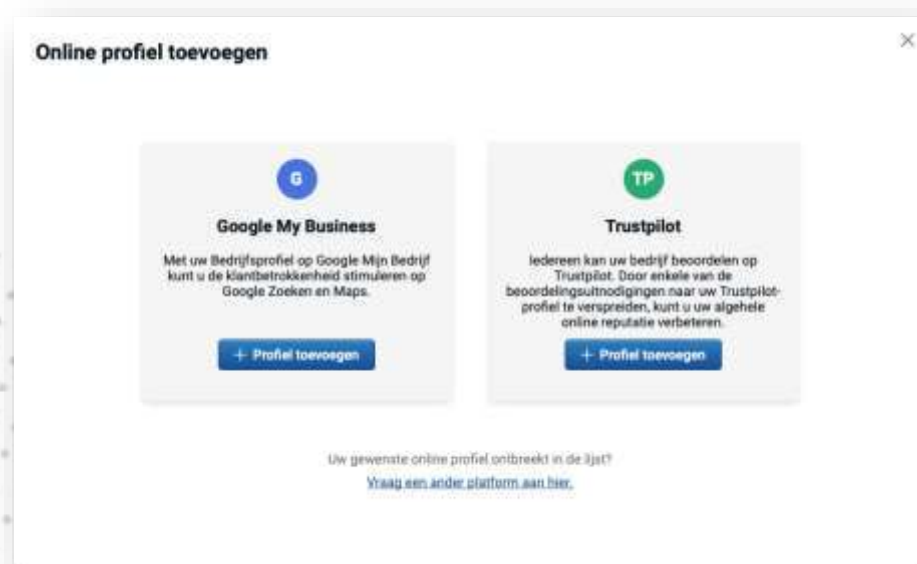 Online profiel toevoegen
×
G
Google My Business
Met uw Bedrijfsprofiel op Google Mijn Bedrijf
kunt u de klantbetrokkenheid stimuleren op
Google Zoeken en Maps.
+ Profiel toevoegen
TP
Trustpilot
Iedereen kan uw bedrijf beoordelen op
Trustpilot. Door enkele van de
beoordelingsuitnodigingen naar uw Trustpilot-
profiel te verspreiden, kunt u uw algehele
online reputatie verbeteren.
+ Profiel toevoegen
Uw gewenste online profiel ontbreekt in de lijst?
Vraag een ander platform aan hier.